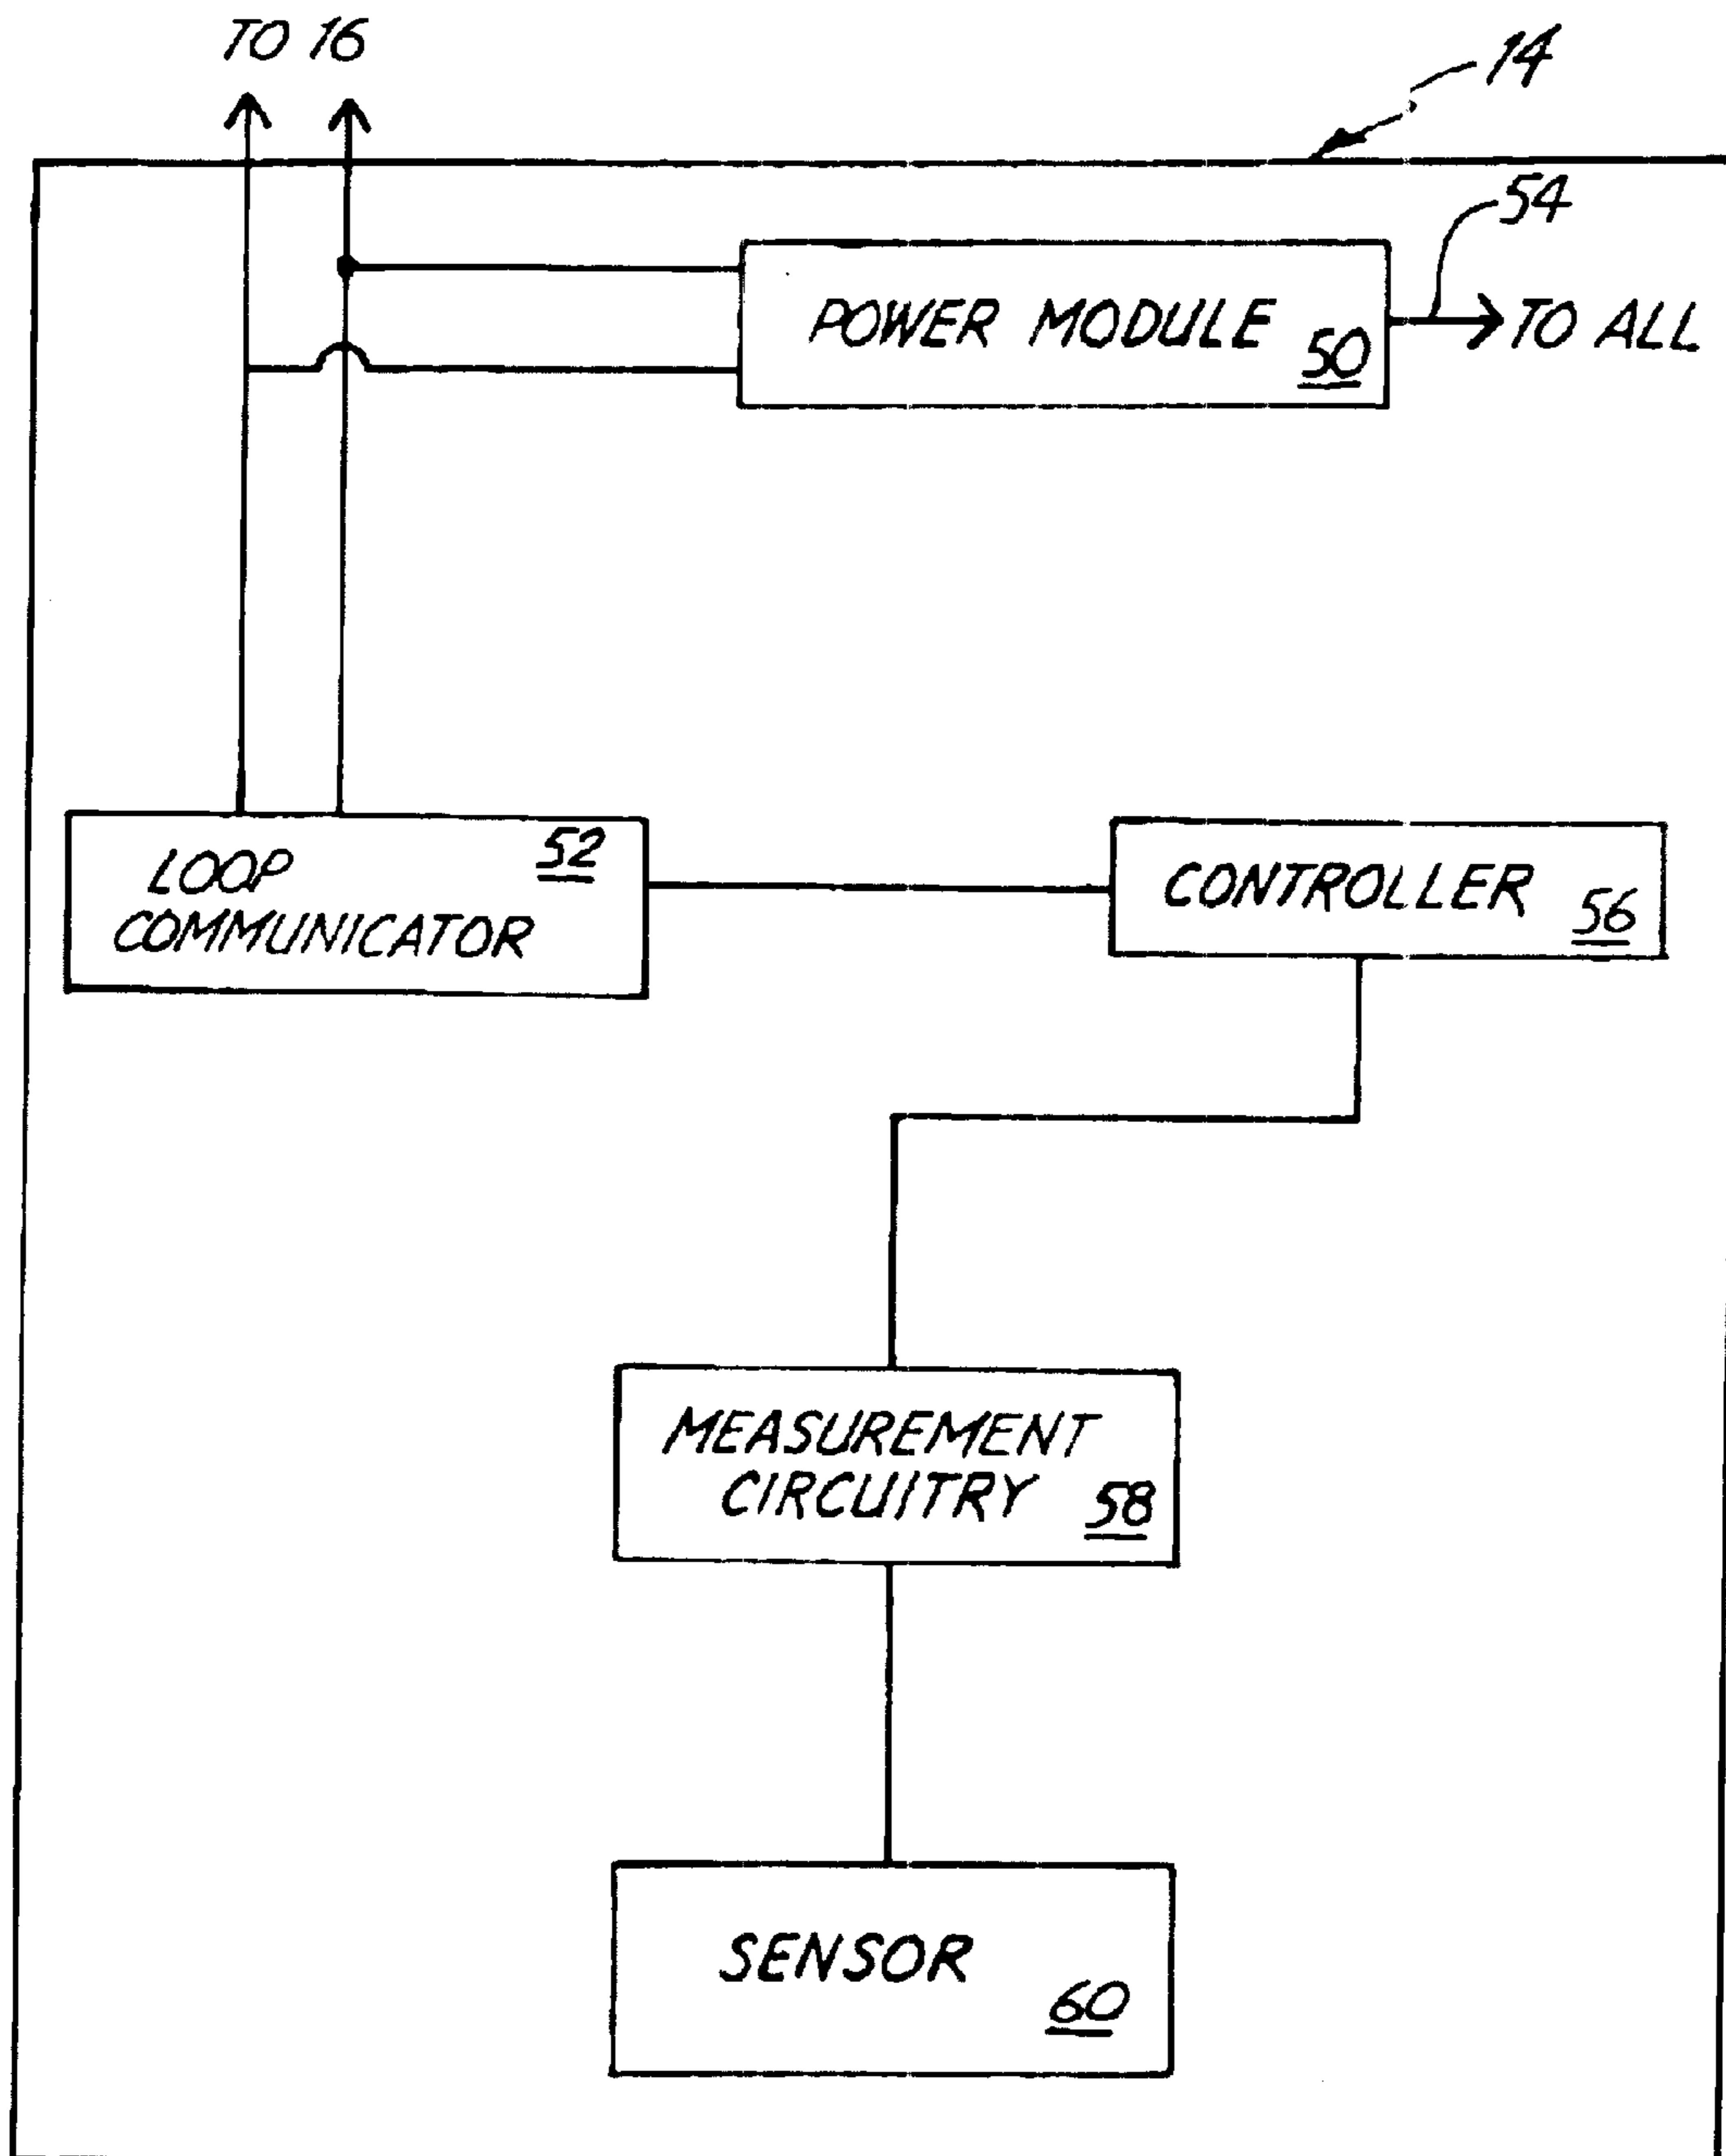 TO 16
14
54
POWER MODULE
50
TO ALL
LOOP
52
COMMUNICATOR
CONTROLLER
56
MEASUREMENT
CIRCUITRY
58
SENSOR
60